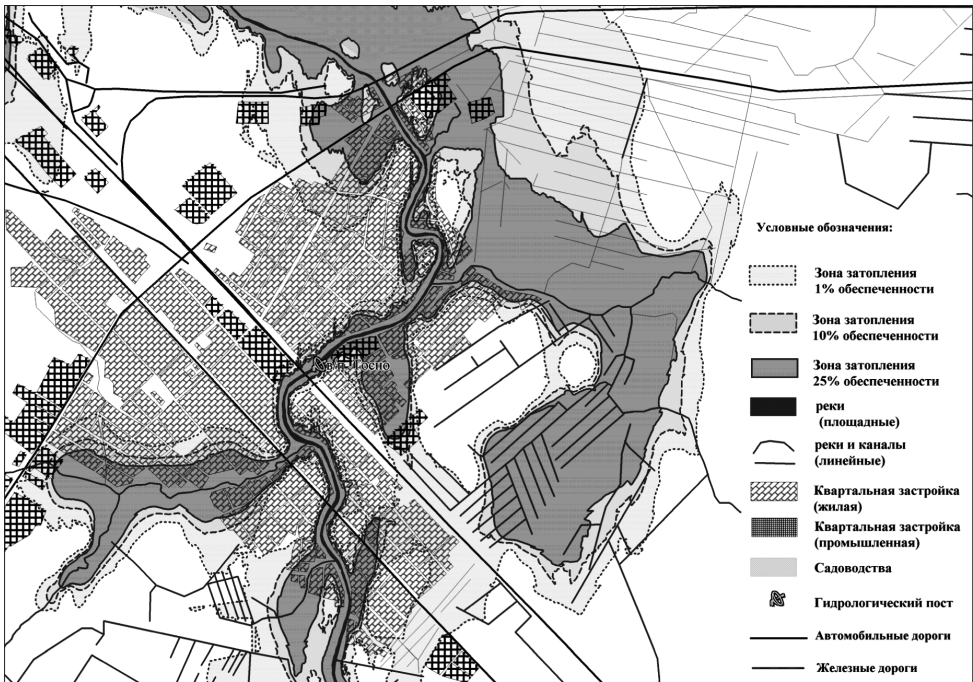 Условные обозначения:
Зона затопления
1% обеспеченности
Зона затопления
10% обеспеченности
Зона затопления
25% обеспеченности
реки
(площадные)
реки и каналы
(линейные)
Квартальная застройка
(жилая)
Квартальная застройка
(промышленная)
Садоводства
Гидрологический пост
Автомобильные дороги
Железные дороги